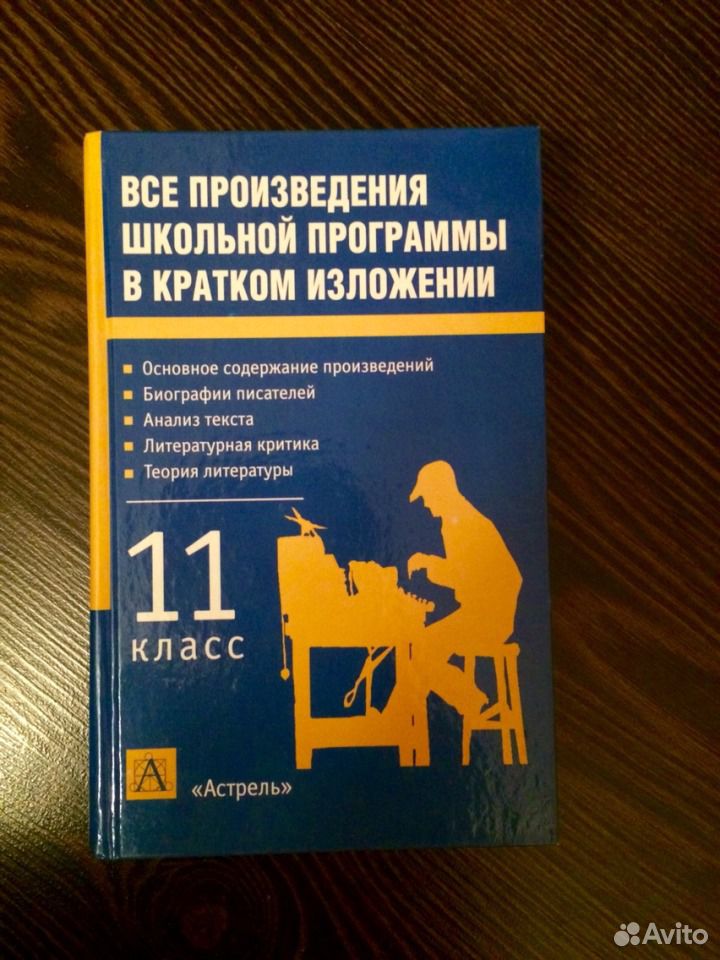 ВСЕ ПРОИЗВЕДЕНИЯ
ШКОЛЬНОЙ ПРОГРАММЫ
В КРАТКОМ ИЗЛОЖЕНИИ
Основное содержание произведений
Биографии писателей
Анализ текста
Литературная критика
Теория литературы
11
класс
А
«Астрель»
Avito